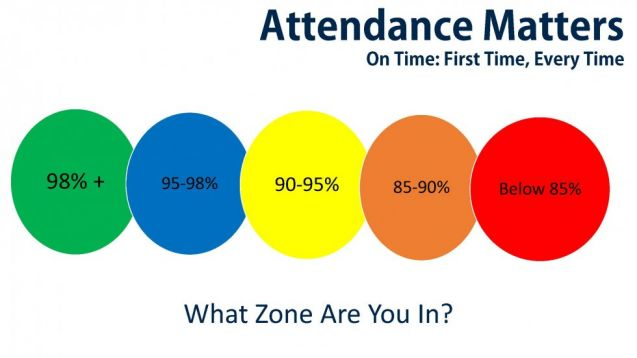 Attendance Matters
On Time: First Time, Every Time
98% +
95-98%
90-95%
85-90%
Below 85%
What Zone Are You In?